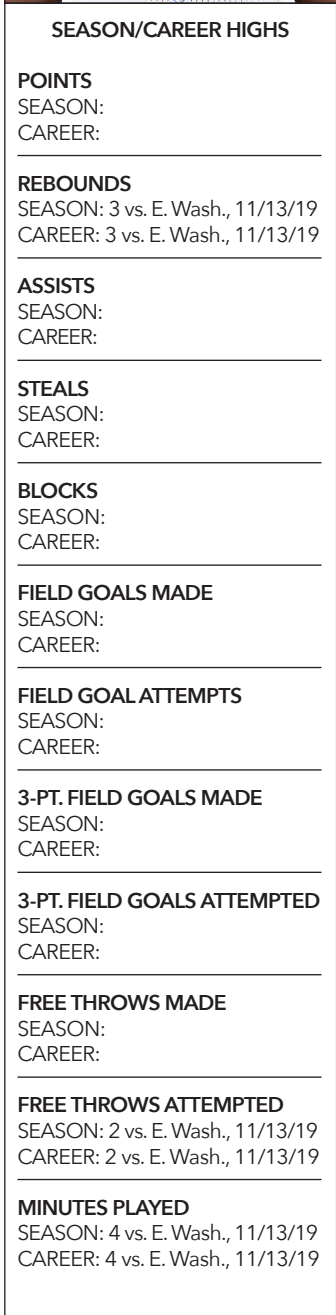 SEASON/CAREER HIGHS
POINTS
SEASON:
CAREER:
REBOUNDS
SEASON: 3 vs. E. Wash., 11/13/19
CAREER: 3 vs. E. Wash., 11/13/19
ASSISTS
SEASON:
CAREER:
STEALS
SEASON:
CAREER:
BLOCKS
SEASON:
CAREER:
FIELD GOALS MADE
SEASON:
CAREER:
FIELD GOAL ATTEMPTS
SEASON:
CAREER:
3-PT. FIELD GOALS MADE
SEASON:
CAREER:
3-PT. FIELD GOALS ATTEMPTED
SEASON:
CAREER:
FREE THROWS MADE
SEASON:
CAREER:
FREE THROWS ATTEMPTED
SEASON: 2 vs. E. Wash., 11/13/19
CAREER: 2 vs. E. Wash., 11/13/19
MINUTES PLAYED
SEASON: 4 vs. E. Wash., 11/13/19
CAREER: 4 vs. E. Wash., 11/13/19